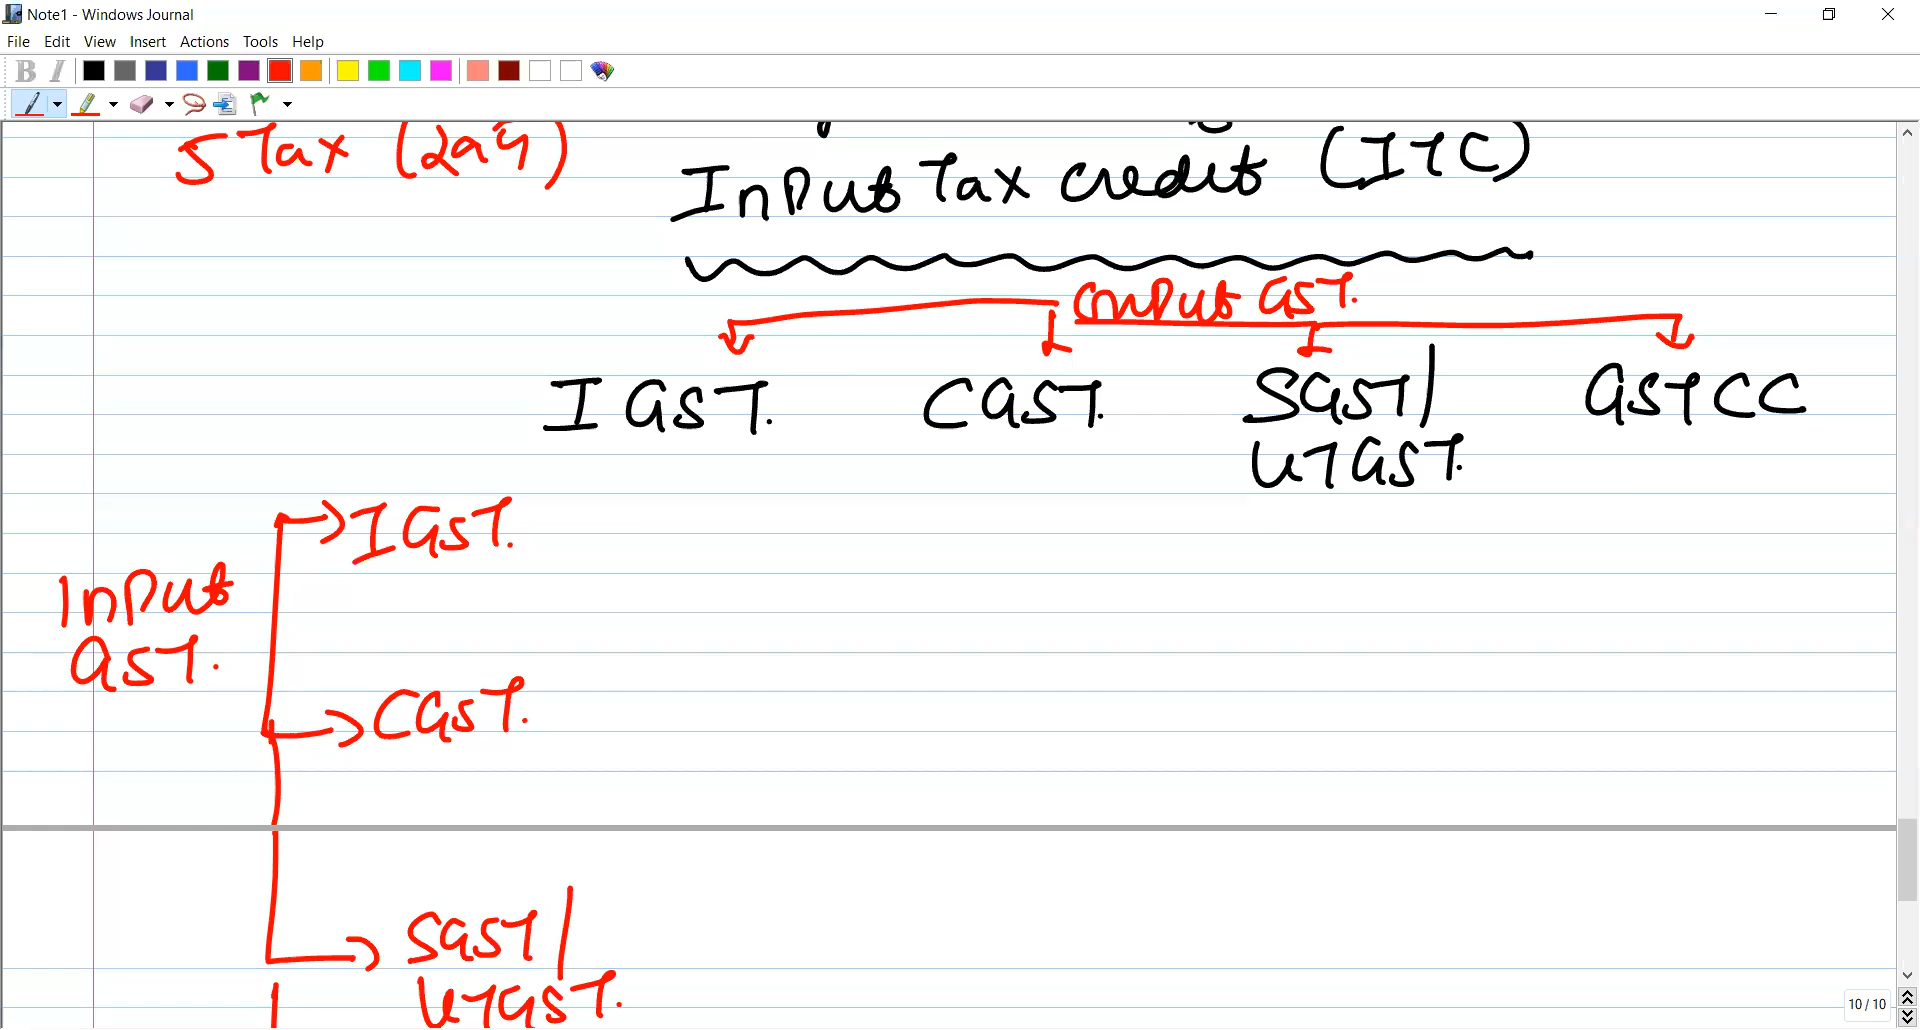 Note1 - Windows Journal
File Edit View Insert Actions Tools Help
B I
STax (2a4)
Input Tax credit (ITC)
Input GST.
IGST. CGST. SGST/ GSTCC
UTGST.
IGST.
Input
GST.
CGST.
SGST/
UTGST.
10 / 10